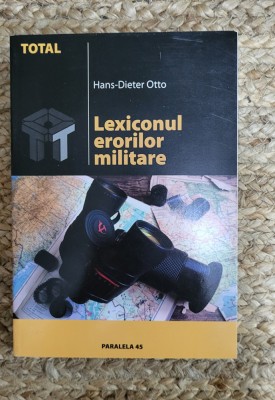 TOTAL
Hans-Dieter Otto
Lexiconul
erorilor
militare
PARALELA 45